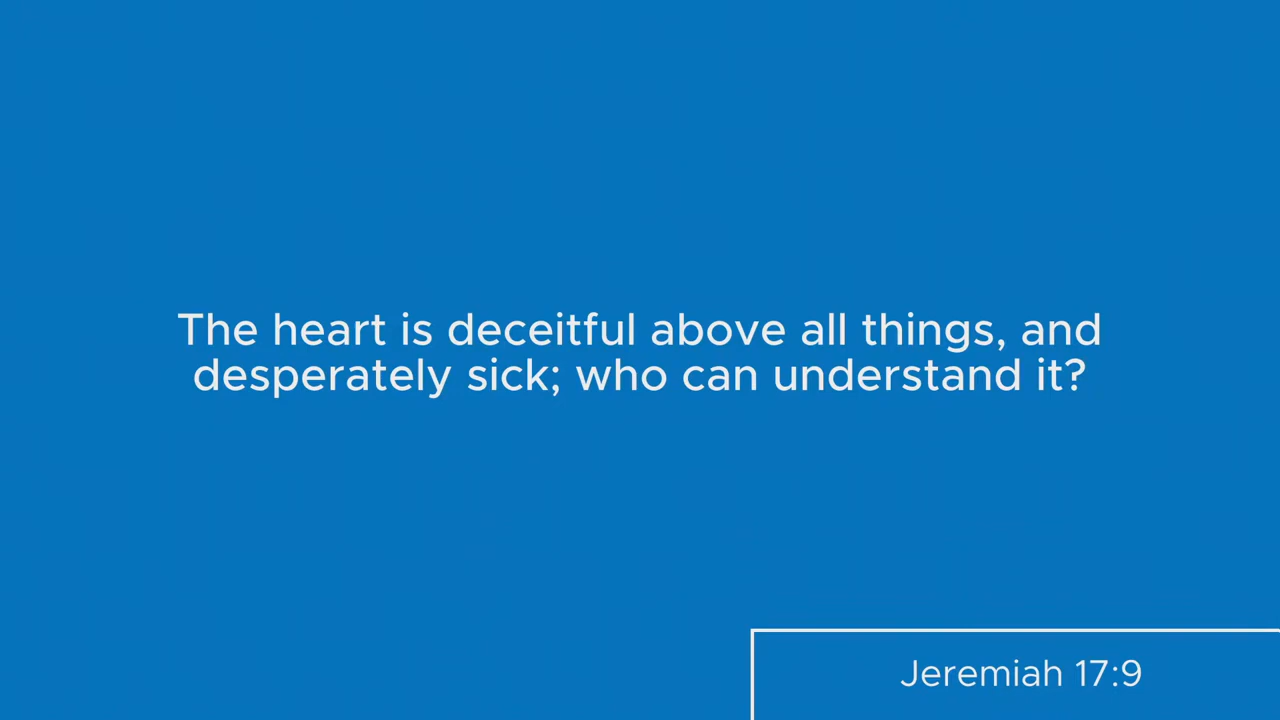 The heart is deceitful above all things, and
desperately sick; who can understand it?
Jeremiah 17:9